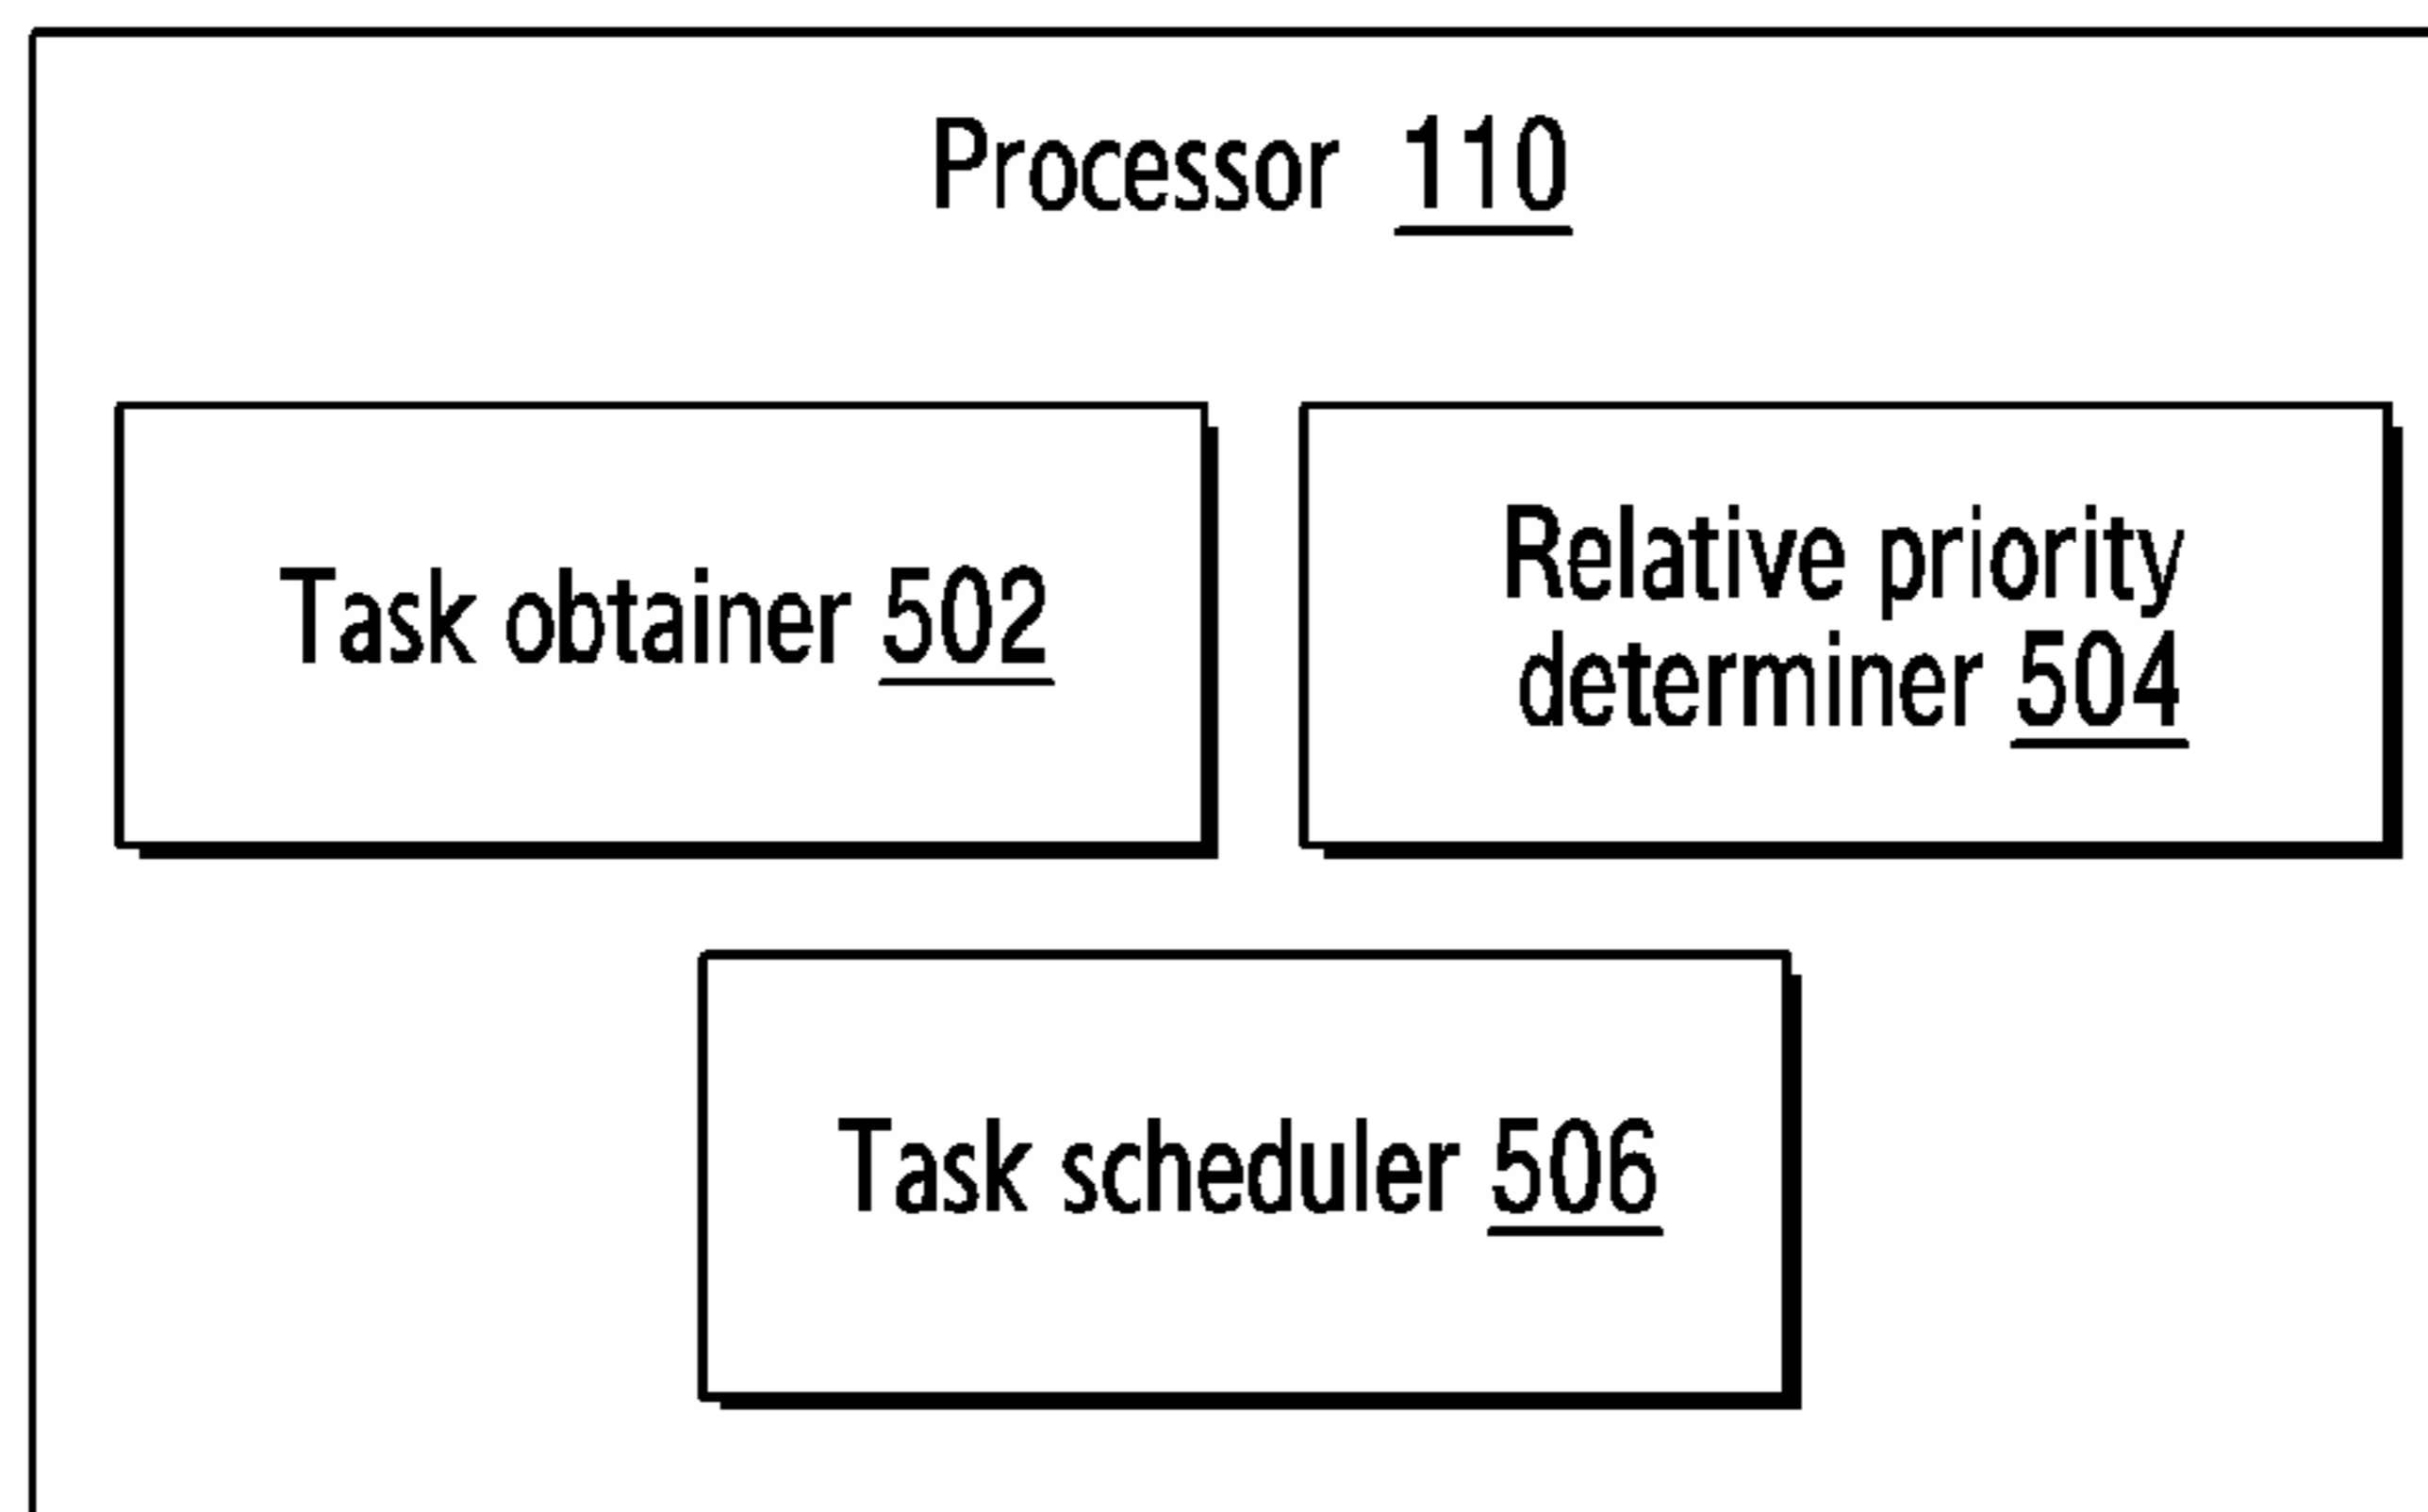 Processor 110
Task obtainer 502
Relative priority
determiner 504
Task scheduler 506